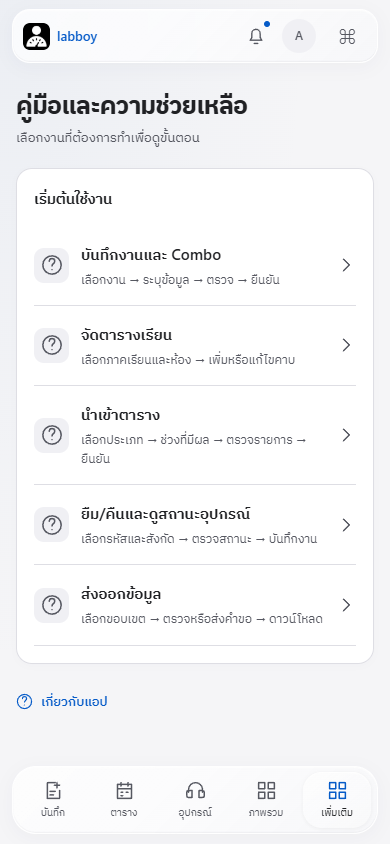 labboy
A
คู่มือและความช่วยเหลือ
เลือกงานที่ต้องการทำเพื่อดูขั้นตอน
เริ่มต้นใช้งาน
บันทึกงานและ Combo
เลือกงาน → ระบุข้อมูล → ตรวจ → ยืนยัน
จัดตารางเรียน
เลือกภาคเรียนและห้อง → เพิ่มหรือแก้ไขคาบ
นำเข้าตาราง
เลือกประเภท → ช่วงที่มีผล → ตรวจรายการ →
ยืนยัน
ยืม/คืนและดูสถานะอุปกรณ์
เลือกรหัสและสังกัด → ตรวจสถานะ → บันทึกงาน
ส่งออกข้อมูล
เลือกขอบเขต → ตรวจหรือส่งคำขอ → ดาวน์โหลด
เกี่ยวกับแอป
บันทึก ตาราง อุปกรณ์ ภาพรวม เพิ่มเติม